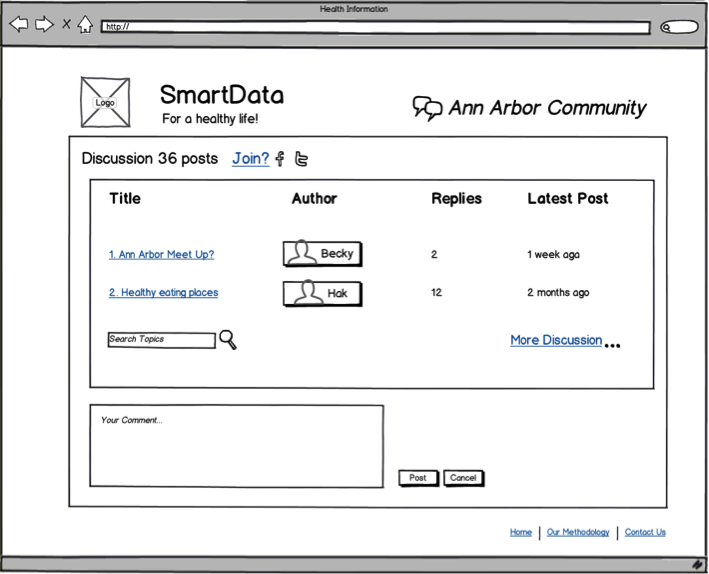 Health Information
X
http://
Logo
SmartData
For a healthy life!
Ann Arbor Community
Discussion 36 posts Join?
Title Author Replies Latest Post
1. Ann Arbor Meet Up? Becky 2 1 week aga
2. Healthy eating places Hak 12 2 months ago
Search Topics More Discussion...
Your Comment...
Post Cancel
Home | Our Methodology | Contact Us